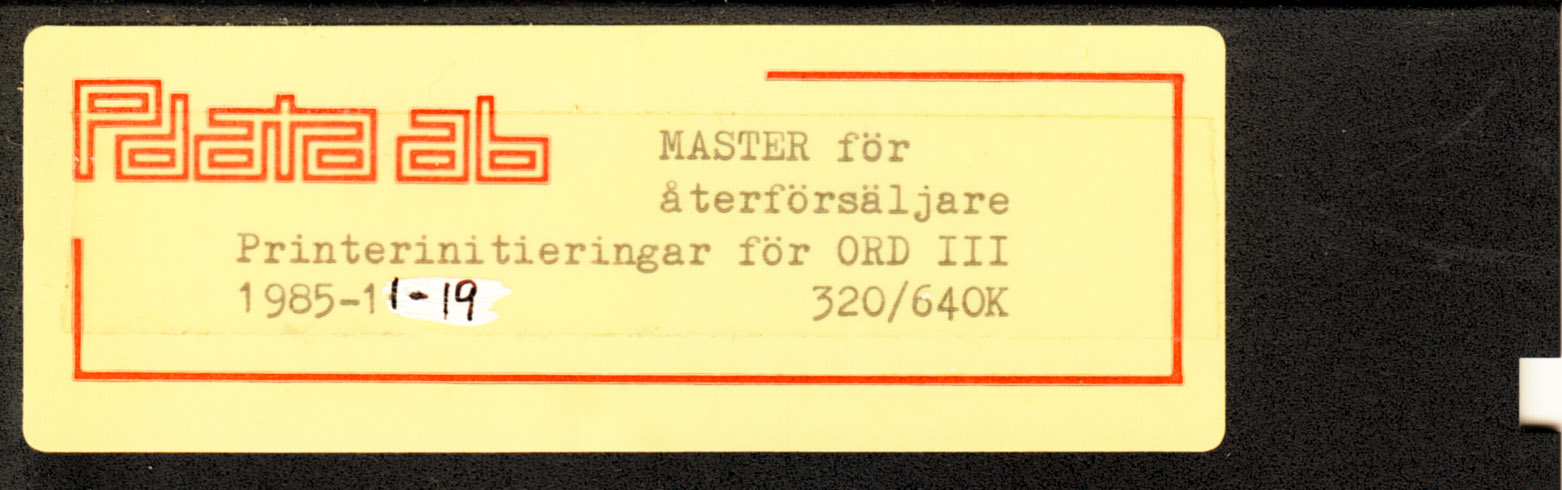 Pdata ab
MASTER för
återförsäljare
Printerinitieringar för ORD III
1985-11-19 320/640K